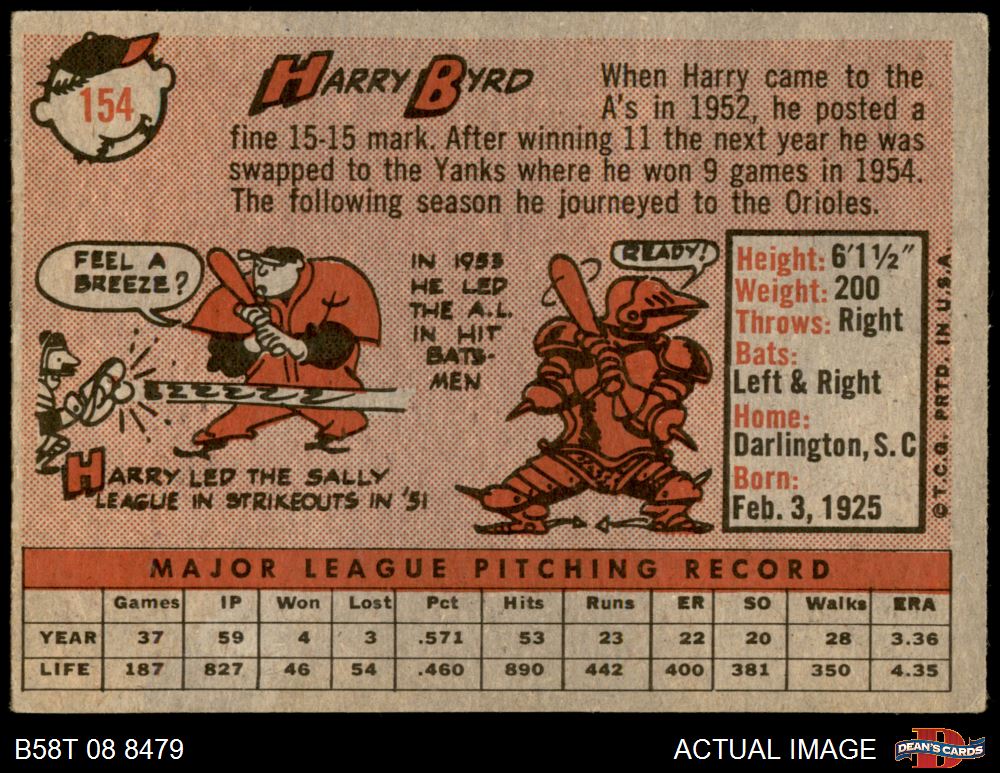 154
HARRY BYRD
When Harry came to the
A's in 1952, he posted a
fine 15-15 mark. After winning 11 the next year he was
swapped to the Yanks where he won 9 games in 1954.
The following season he journeyed to the Orioles.
FEEL A
BREEZE?
IN 1953
HE LED
THE A.L.
IN HIT
BATS-
MEN
READY!
HARRY LED THE SALLY
LEAGUE IN STRIKEOUTS IN '51
Height: 6'1½"
Weight: 200
Throws: Right
Bats:
Left & Right
Home:
Darlington, S. C
Born:
Feb. 3, 1925
© T.C.G. PRTD. IN U.S.A.
MAJOR LEAGUE PITCHING RECORD
Games IP Won Lost Pct Hits Runs ER SO Walks ERA
YEAR 37 59 4 3 .571 53 23 22 20 28 3.36
LIFE 187 827 46 54 .460 890 442 400 381 350 4.35
B58T 08 8479
ACTUAL IMAGE
D
DEAN'S CARDS